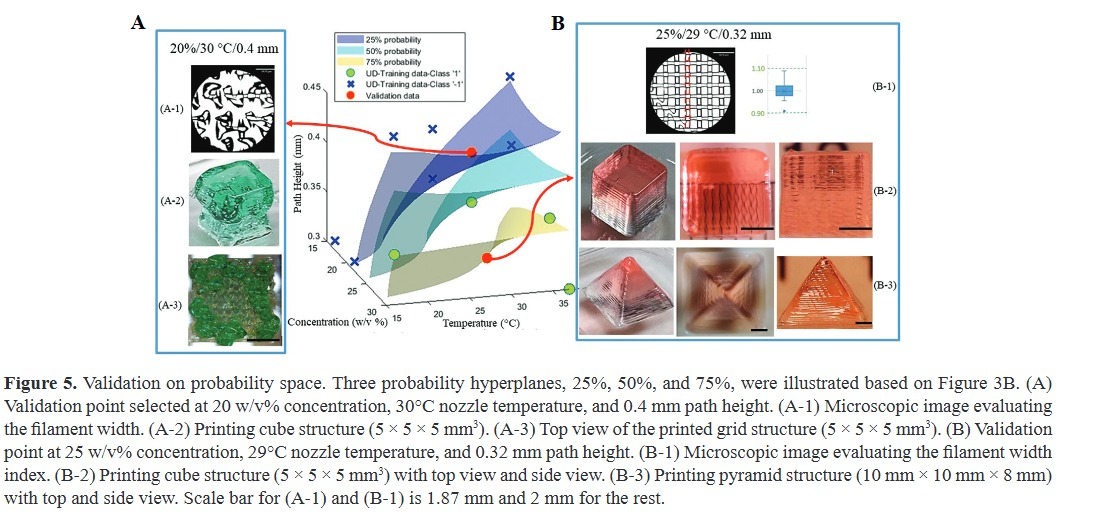 A
B
20%/30 °C/0.4 mm
25%/29 °C/0.32 mm
25% probability
50% probability
75% probability
UD-Training data-Class '1'
UD-Training data-Class '-1'
Validation data
(A-1)
(A-2)
(A-3)
0.45
0.4
0.35
0.3
Path Height (mm)
15
20
25
30
Concentration (w/v %)
15
20
25
30
35
Temperature (°C)
1.10
1.00
0.90
(B-1)
(B-2)
(B-3)
Figure 5. Validation on probability space. Three probability hyperplanes, 25%, 50%, and 75%, were illustrated based on Figure 3B. (A)
Validation point selected at 20 w/v% concentration, 30°C nozzle temperature, and 0.4 mm path height. (A-1) Microscopic image evaluating
the filament width. (A-2) Printing cube structure (5 × 5 × 5 mm³). (A-3) Top view of the printed grid structure (5 × 5 × 5 mm³). (B) Validation
point at 25 w/v% concentration, 29°C nozzle temperature, and 0.32 mm path height. (B-1) Microscopic image evaluating the filament width
index. (B-2) Printing cube structure (5 × 5 × 5 mm³) with top view and side view. (B-3) Printing pyramid structure (10 mm × 10 mm × 8 mm)
with top and side view. Scale bar for (A-1) and (B-1) is 1.87 mm and 2 mm for the rest.